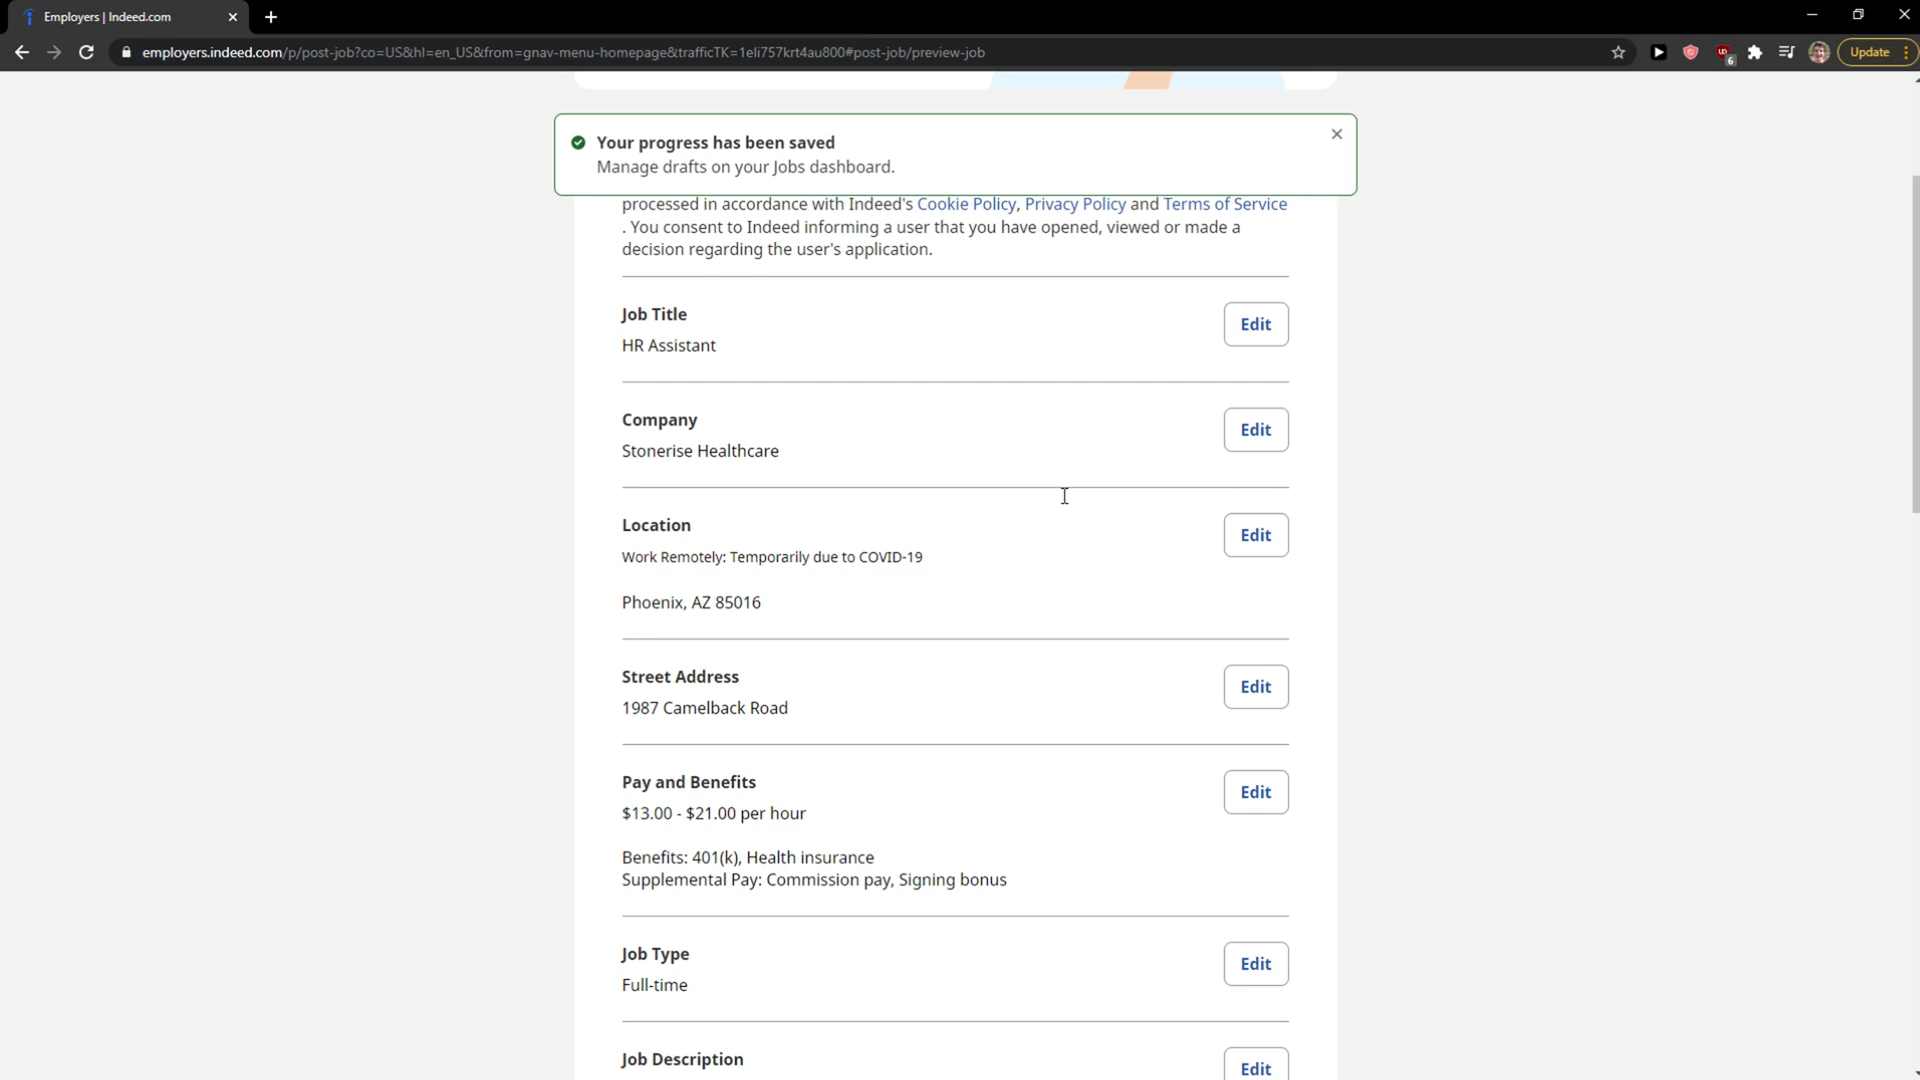 Employers | Indeed.com
employers.indeed.com/p/post-job?co=US&hl=en_US&from=gnav-menu-homepage&trafficTK=1eli757krt4au800#post-job/preview-job
6
Update
Your progress has been saved
Manage drafts on your Jobs dashboard.
processed in accordance with Indeed's Cookie Policy, Privacy Policy and Terms of Service
. You consent to Indeed informing a user that you have opened, viewed or made a
decision regarding the user's application.
Job Title
Edit
HR Assistant
Company
Edit
Stonerise Healthcare
Location
Edit
Work Remotely: Temporarily due to COVID-19
Phoenix, AZ 85016
Street Address
Edit
1987 Camelback Road
Pay and Benefits
Edit
$13.00 - $21.00 per hour
Benefits: 401(k), Health insurance
Supplemental Pay: Commission pay, Signing bonus
Job Type
Edit
Full-time
Job Description
Edit